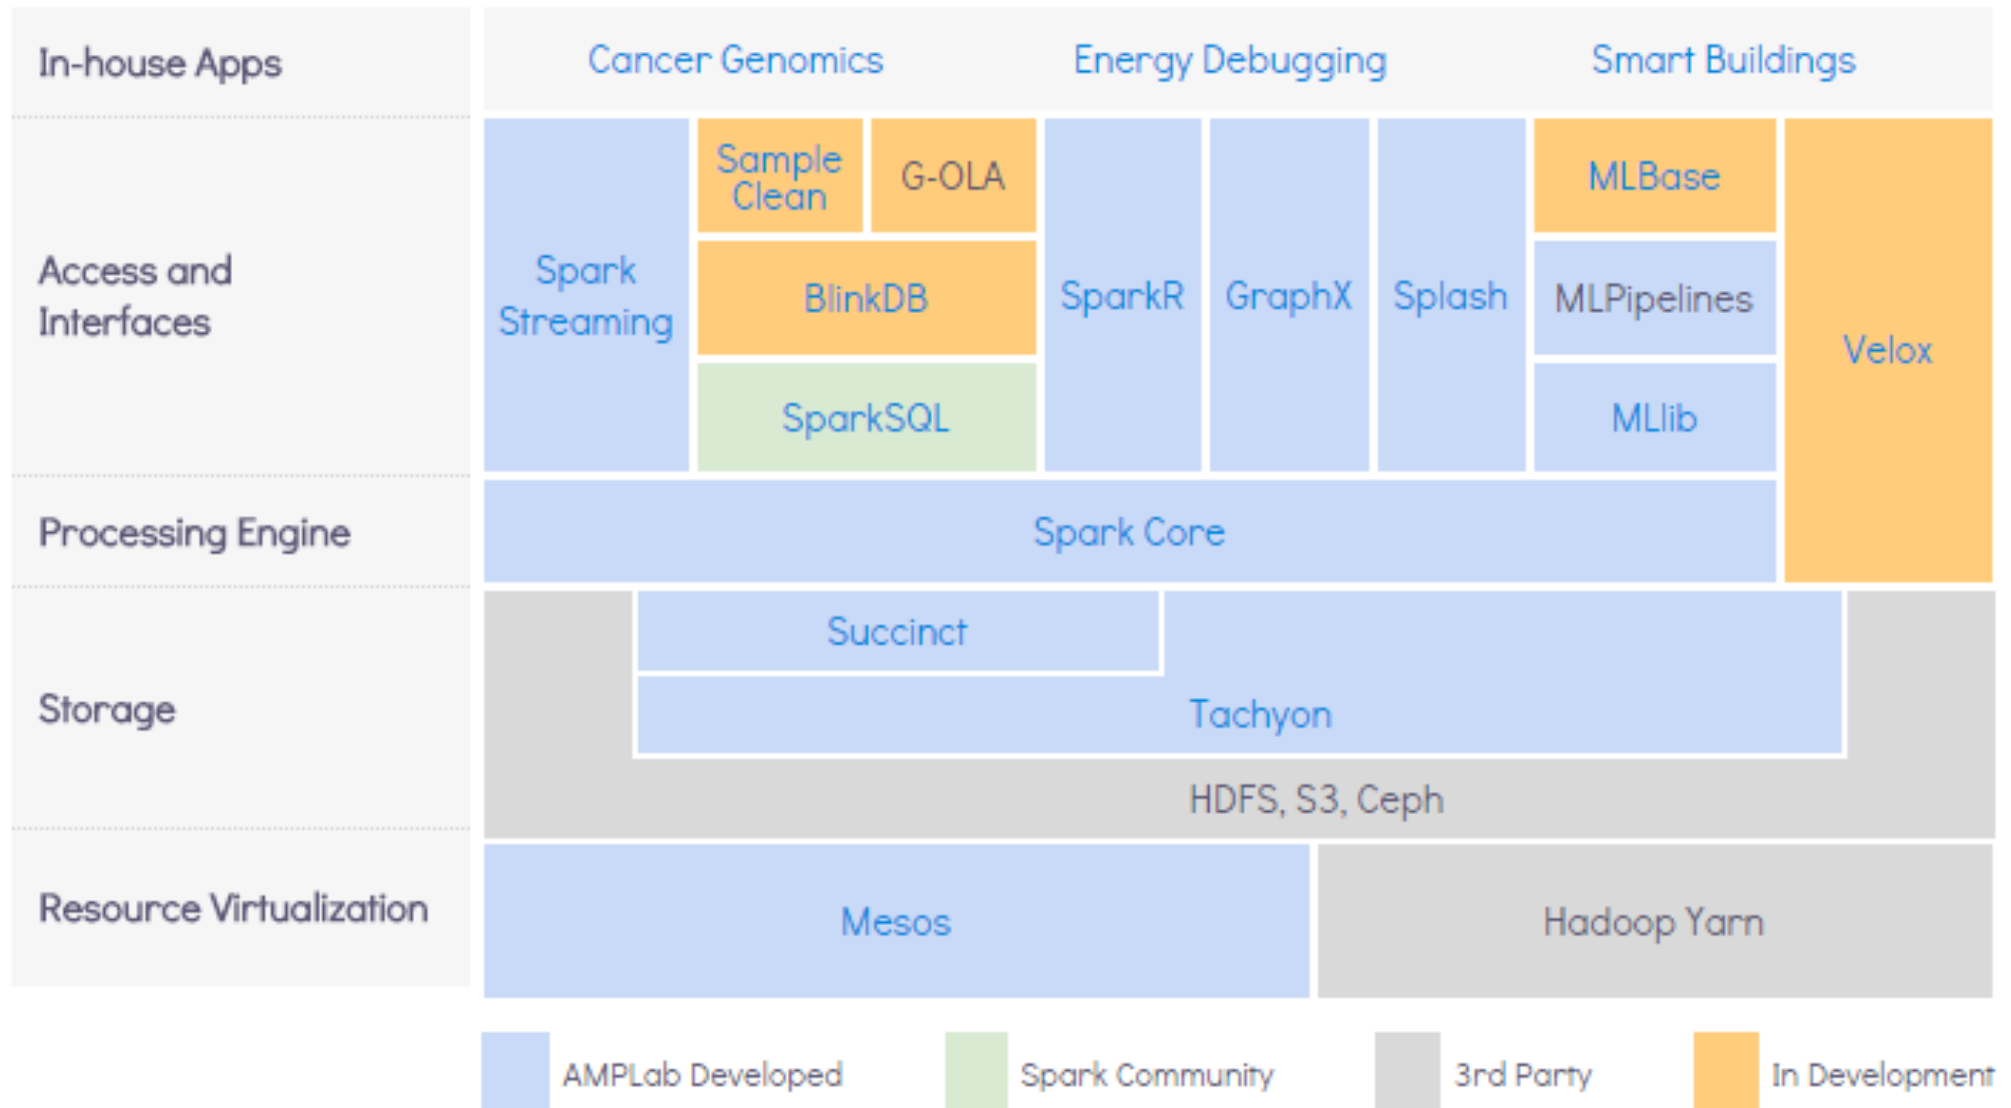 In-house Apps
Cancer Genomics
Energy Debugging
Smart Buildings
Access and
Interfaces
Spark
Streaming
Sample
Clean
G-OLA
BlinkDB
SparkSQL
SparkR
GraphX
Splash
MLBase
MLPipelines
MLlib
Velox
Processing Engine
Spark Core
Storage
Succinct
Tachyon
HDFS, S3, Ceph
Resource Virtualization
Mesos
Hadoop Yarn
AMPLab Developed
Spark Community
3rd Party
In Development